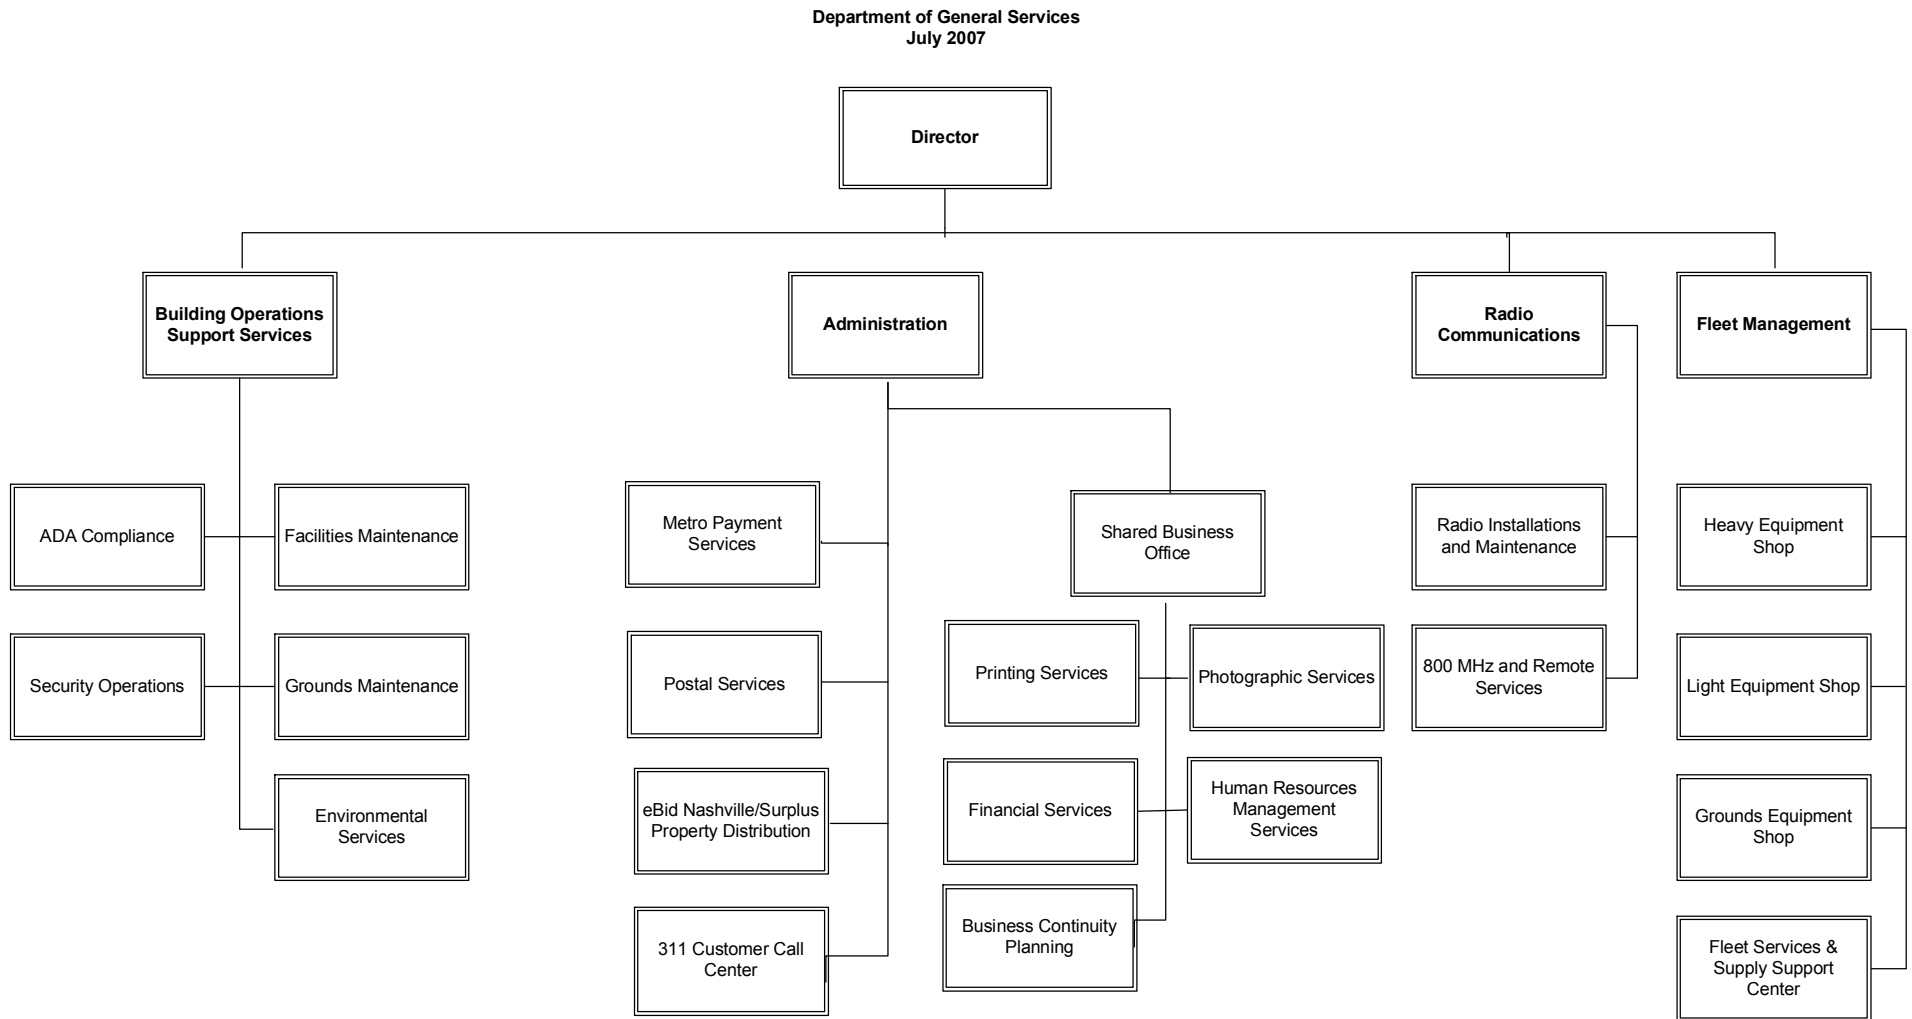 Department of General Services
July 2007
Director
Building Operations
Support Services
Administration
Radio
Communications
Fleet Management
ADA Compliance
Facilities Maintenance
Security Operations
Grounds Maintenance
Environmental
Services
Metro Payment
Services
Postal Services
eBid Nashville/Surplus
Property Distribution
311 Customer Call
Center
Shared Business
Office
Printing Services
Photographic Services
Financial Services
Human Resources
Management
Services
Business Continuity
Planning
Radio Installations
and Maintenance
800 MHz and Remote
Services
Heavy Equipment
Shop
Light Equipment Shop
Grounds Equipment
Shop
Fleet Services &
Supply Support
Center